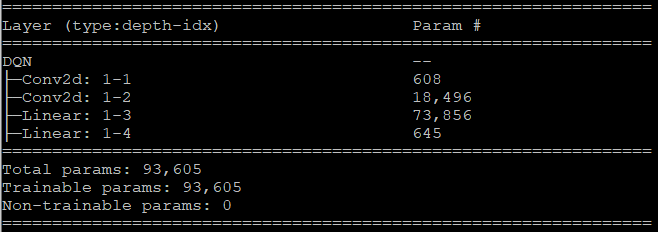 ==========================================================================================
Layer (type:depth-idx)                   Param #
==========================================================================================
DQN                                      --
├─Conv2d: 1-1                            608
├─Conv2d: 1-2                            18,496
├─Linear: 1-3                            73,856
├─Linear: 1-4                            645
==========================================================================================
Total params: 93,605
Trainable params: 93,605
Non-trainable params: 0
==========================================================================================